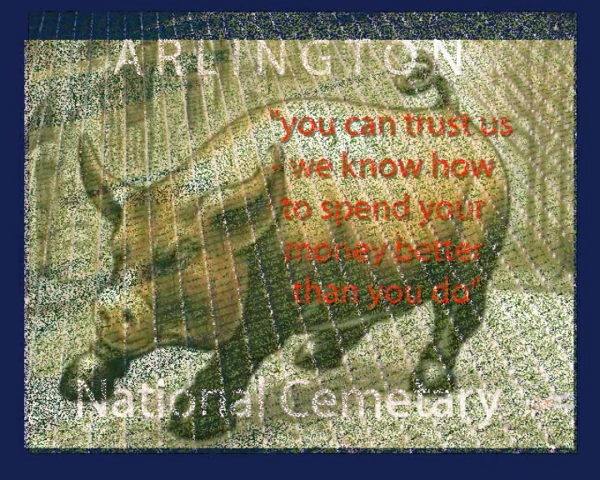 ARLINGTON
"you can trust us
- we know how
to spend your
money better
than you do"
National Cemetary